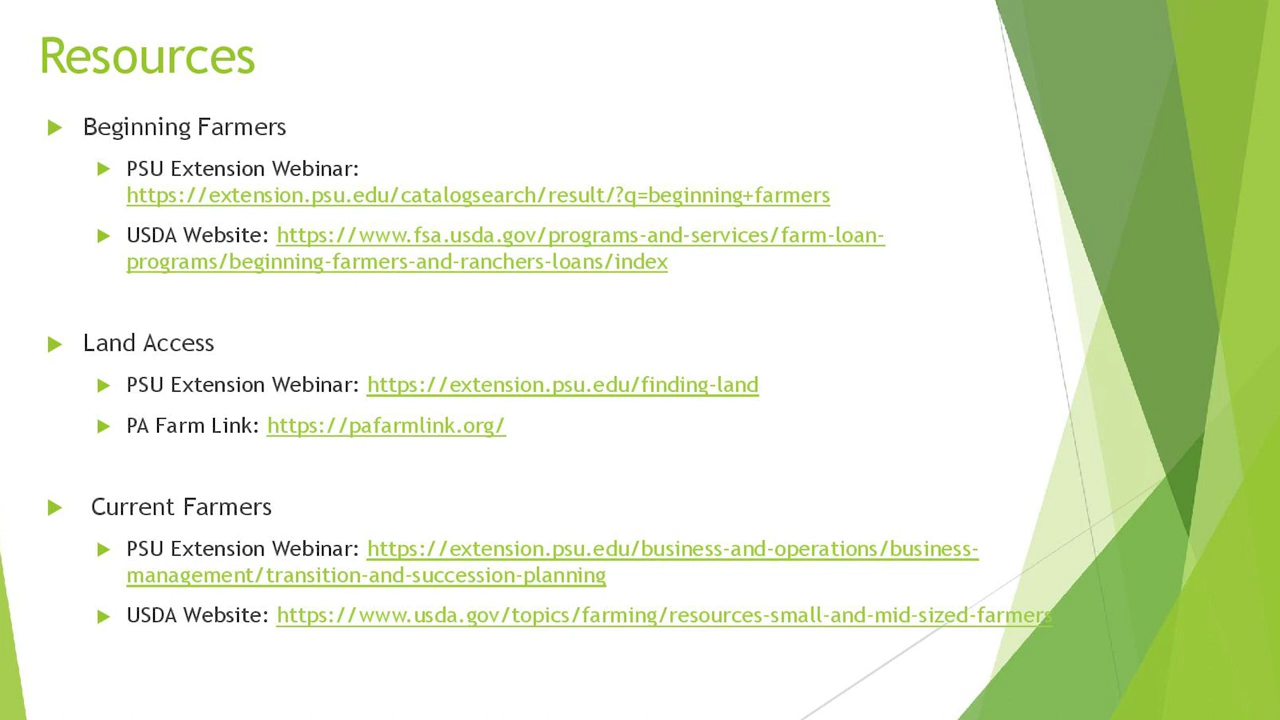 Resources
Beginning Farmers
PSU Extension Webinar:
https://extension.psu.edu/catalogsearch/result/?q=beginning+farmers
USDA Website: https://www.fsa.usda.gov/programs-and-services/farm-loan-
programs/beginning-farmers-and-ranchers-loans/index
Land Access
PSU Extension Webinar: https://extension.psu.edu/finding-land
PA Farm Link: https://pafarmlink.org/
Current Farmers
PSU Extension Webinar: https://extension.psu.edu/business-and-operations/business-
management/transition-and-succession-planning
USDA Website: https://www.usda.gov/topics/farming/resources-small-and-mid-sized-farmers